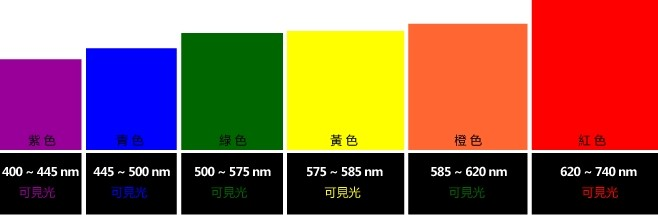 紫色
青色
綠色
黃色
橙色
紅色
400 ~ 445 nm
445 ~ 500 nm
500 ~ 575 nm
575 ~ 585 nm
585 ~ 620 nm
620 ~ 740 nm
可見光
可見光
可見光
可見光
可見光
可見光